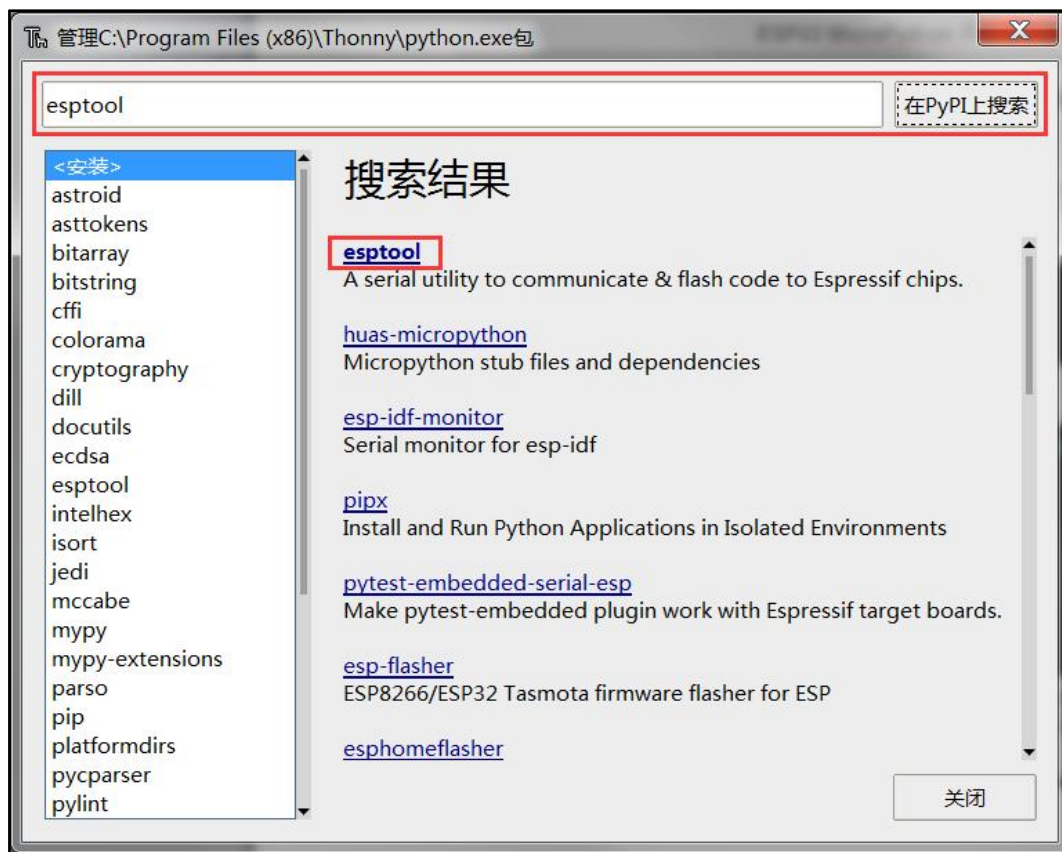 管理C:\Program Files (x86)\Thonny\python.exe包
esptool
在PyPI上搜索
<安装>
astroid
asttokens
bitarray
bitstring
cffi
colorama
cryptography
dill
docutils
ecdsa
esptool
intelhex
isort
jedi
mccabe
mypy
mypy-extensions
parso
pip
platformdirs
pycparser
pylint
搜索结果
esptool
A serial utility to communicate & flash code to Espressif chips.
huas-micropython
Micropython stub files and dependencies
esp-idf-monitor
Serial monitor for esp-idf
pipx
Install and Run Python Applications in Isolated Environments
pytest-embedded-serial-esp
Make pytest-embedded plugin work with Espressif target boards.
esp-flasher
ESP8266/ESP32 Tasmota firmware flasher for ESP
esphomeflasher
关闭